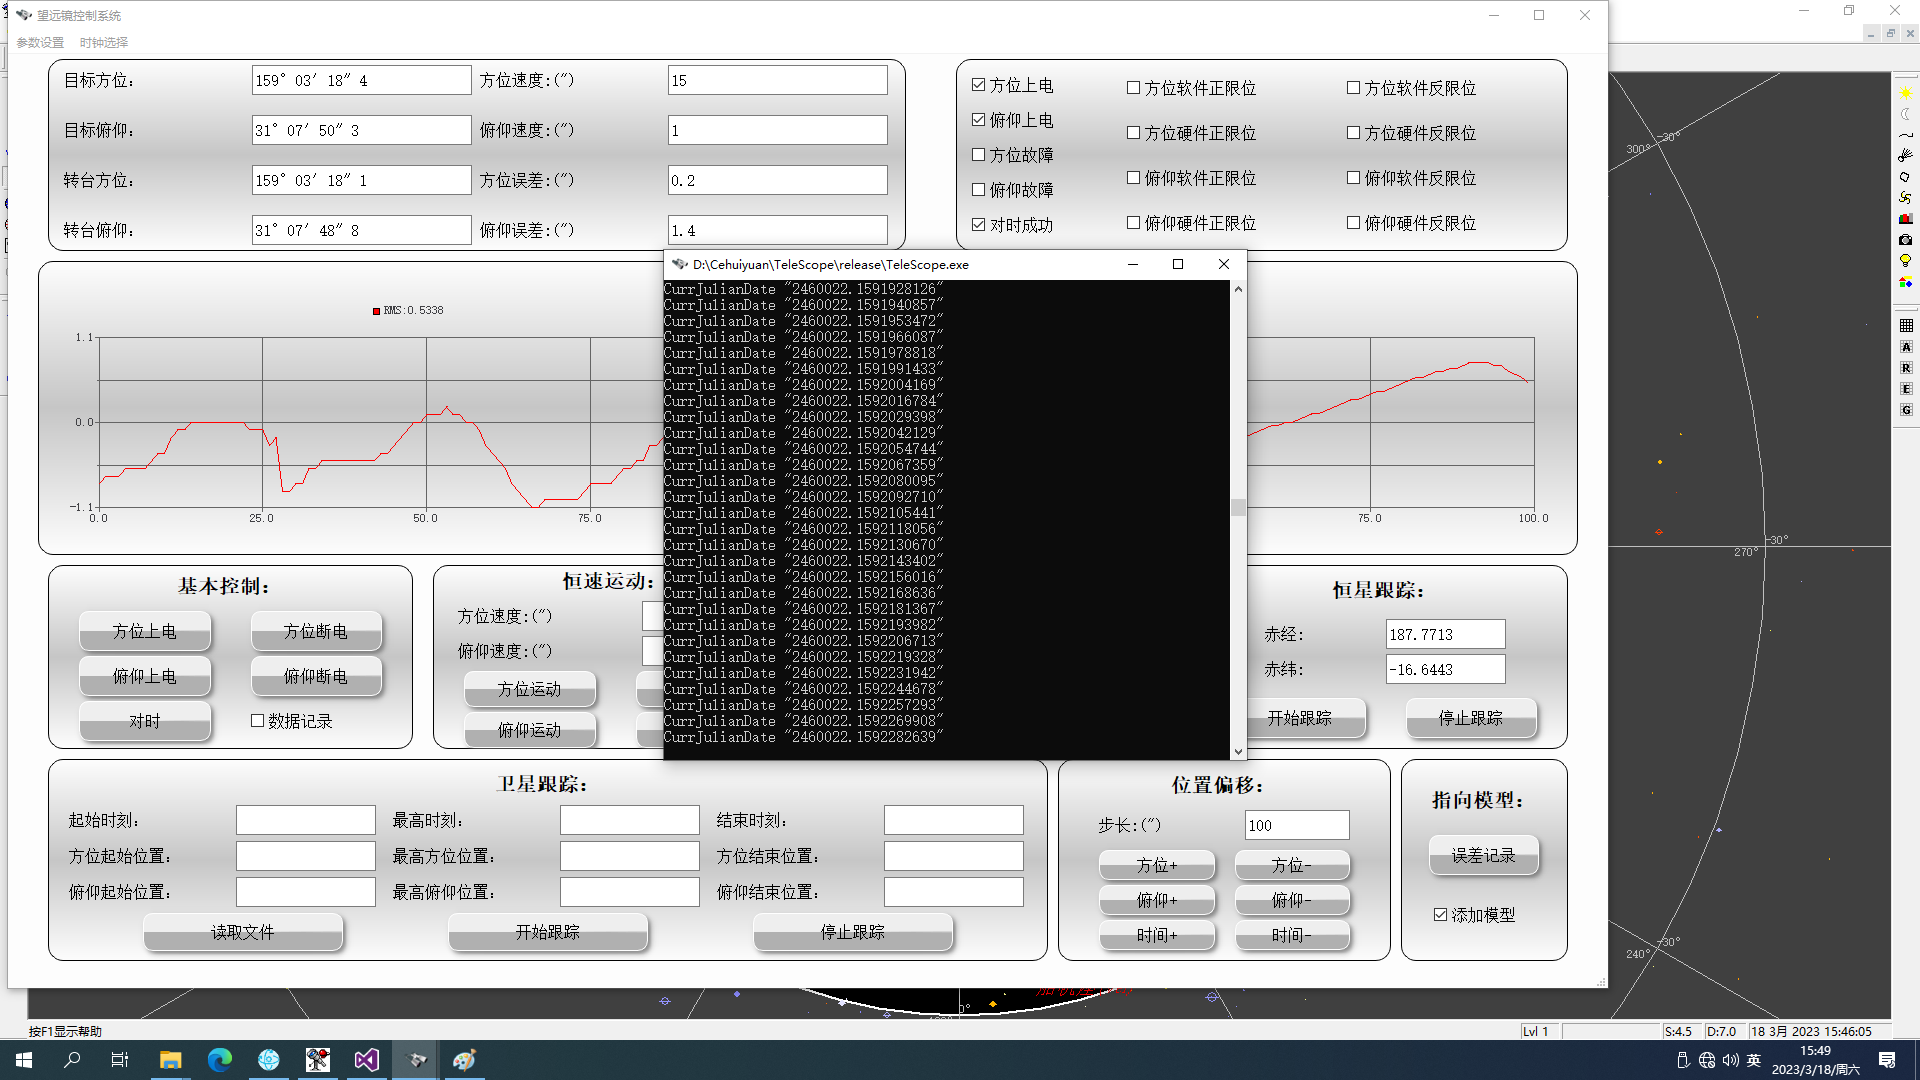 望远镜控制系统
参数设置 时钟选择
目标方位： 159° 03′ 18″ 4 方位速度:(″) 15
目标俯仰： 31° 07′ 50″ 3 俯仰速度:(″) 1
转台方位： 159° 03′ 18″ 1 方位误差:(″) 0.2
转台俯仰： 31° 07′ 48″ 8 俯仰误差:(″) 1.4
方位上电 方位软件正限位 方位软件反限位
俯仰上电 方位硬件正限位 方位硬件反限位
方位故障
俯仰故障 俯仰软件正限位 俯仰软件反限位
对时成功 俯仰硬件正限位 俯仰硬件反限位
RMS:0.5338
1.1
0.0
-1.1
0.0 25.0 50.0 75.0
75.0 100.0
D:\Cehuiyuan\TeleScope\release\TeleScope.exe
CurrJulianDate "2460022.1591928126"
CurrJulianDate "2460022.1591940857"
CurrJulianDate "2460022.1591953472"
CurrJulianDate "2460022.1591966087"
CurrJulianDate "2460022.1591978818"
CurrJulianDate "2460022.1591991433"
CurrJulianDate "2460022.1592004169"
CurrJulianDate "2460022.1592016784"
CurrJulianDate "2460022.1592029398"
CurrJulianDate "2460022.1592042129"
CurrJulianDate "2460022.1592054744"
CurrJulianDate "2460022.1592067359"
CurrJulianDate "2460022.1592080095"
CurrJulianDate "2460022.1592092710"
CurrJulianDate "2460022.1592105441"
CurrJulianDate "2460022.1592118056"
CurrJulianDate "2460022.1592130670"
CurrJulianDate "2460022.1592143402"
CurrJulianDate "2460022.1592156016"
CurrJulianDate "2460022.1592168636"
CurrJulianDate "2460022.1592181367"
CurrJulianDate "2460022.1592193982"
CurrJulianDate "2460022.1592206713"
CurrJulianDate "2460022.1592219328"
CurrJulianDate "2460022.1592231942"
CurrJulianDate "2460022.1592244678"
CurrJulianDate "2460022.1592257293"
CurrJulianDate "2460022.1592269908"
CurrJulianDate "2460022.1592282639"
基本控制：
方位上电 方位断电
俯仰上电 俯仰断电
对时 数据记录
恒速运动：
方位速度:(″)
俯仰速度:(″)
方位运动
俯仰运动
恒星跟踪：
赤经: 187.7713
赤纬: -16.6443
开始跟踪 停止跟踪
卫星跟踪：
起始时刻： 最高时刻： 结束时刻：
方位起始位置： 最高方位位置： 方位结束位置：
俯仰起始位置： 最高俯仰位置： 俯仰结束位置：
读取文件 开始跟踪 停止跟踪
位置偏移：
步长:(″) 100
方位+ 方位-
俯仰+ 俯仰-
时间+ 时间-
指向模型：
误差记录
添加模型
300° -30°
270° -30°
240° -30°
0°
A
R
E
G
按F1显示帮助 Lvl 1 S:4.5 D:7.0 18 3月 2023 15:46:05
英 15:49
2023/3/18/周六